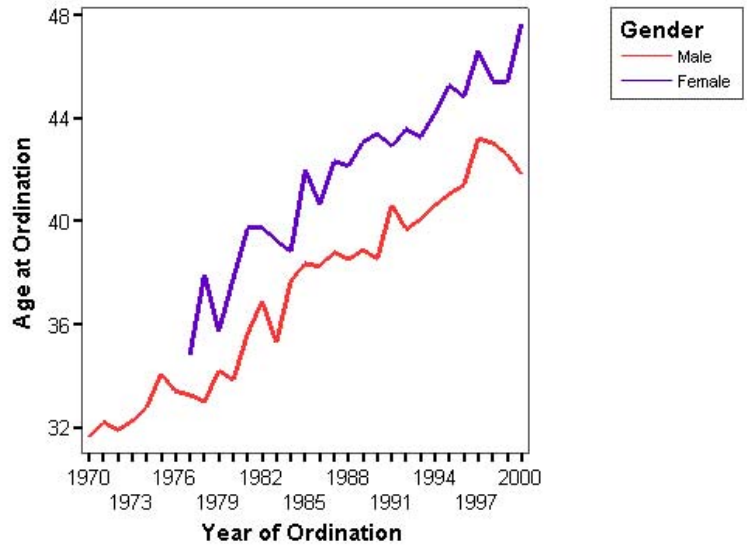 48
44
40
36
32
Age at Ordination
1970 1976 1982 1988 1994 2000
1973 1979 1985 1991 1997
Year of Ordination
Gender
Male
Female